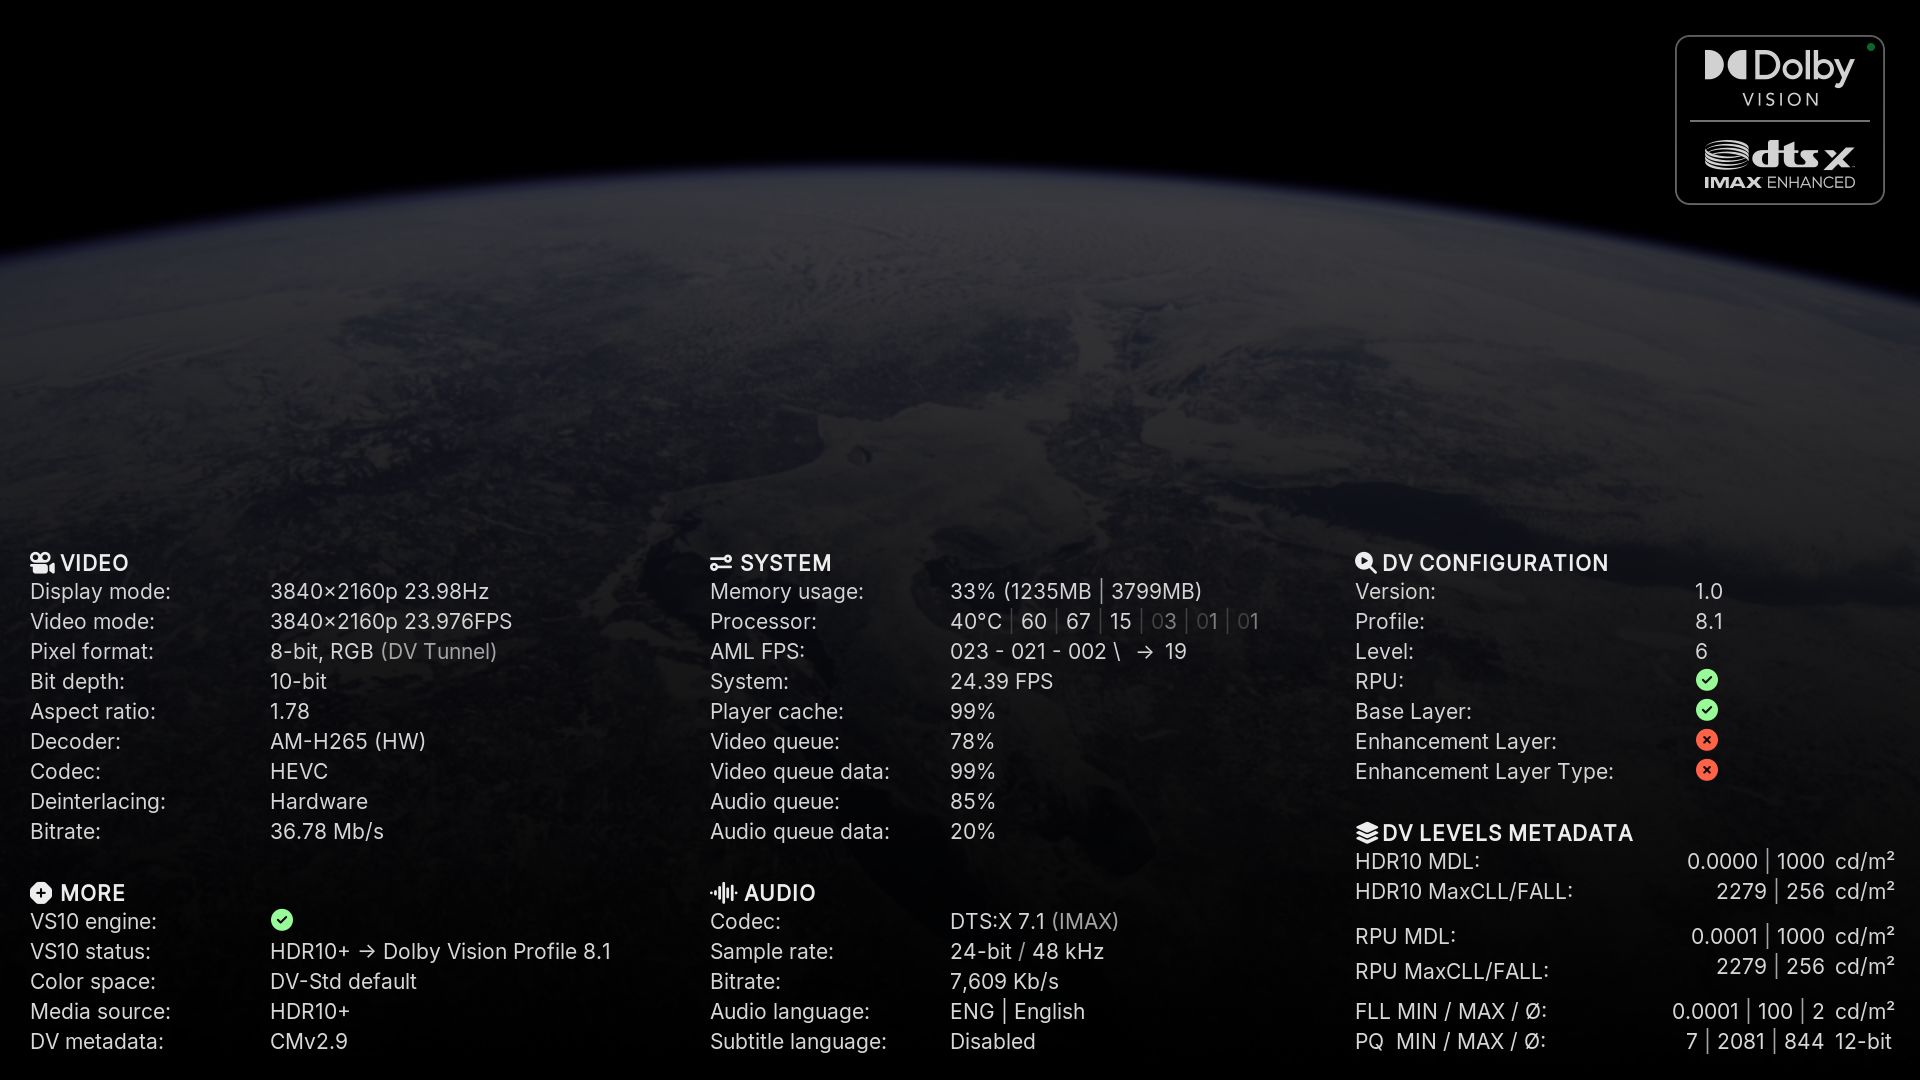 Dolby
VISION
dts x
IMAX ENHANCED
VIDEO
Display mode: 3840×2160p 23.98Hz
Video mode: 3840×2160p 23.976FPS
Pixel format: 8-bit, RGB (DV Tunnel)
Bit depth: 10-bit
Aspect ratio: 1.78
Decoder: AM-H265 (HW)
Codec: HEVC
Deinterlacing: Hardware
Bitrate: 36.78 Mb/s
MORE
VS10 engine:
VS10 status: HDR10+ → Dolby Vision Profile 8.1
Color space: DV-Std default
Media source: HDR10+
DV metadata: CMv2.9
SYSTEM
Memory usage: 33% (1235MB | 3799MB)
Processor: 40°C | 60 | 67 | 15 | 03 | 01 | 01
AML FPS: 023 - 021 - 002 \ → 19
System: 24.39 FPS
Player cache: 99%
Video queue: 78%
Video queue data: 99%
Audio queue: 85%
Audio queue data: 20%
AUDIO
Codec: DTS:X 7.1 (IMAX)
Sample rate: 24-bit / 48 kHz
Bitrate: 7,609 Kb/s
Audio language: ENG | English
Subtitle language: Disabled
DV CONFIGURATION
Version: 1.0
Profile: 8.1
Level: 6
RPU:
Base Layer:
Enhancement Layer:
Enhancement Layer Type:
DV LEVELS METADATA
HDR10 MDL: 0.0000 | 1000 cd/m²
HDR10 MaxCLL/FALL: 2279 | 256 cd/m²
RPU MDL: 0.0001 | 1000 cd/m²
RPU MaxCLL/FALL: 2279 | 256 cd/m²
FLL MIN / MAX / Ø: 0.0001 | 100 | 2 cd/m²
PQ MIN / MAX / Ø: 7 | 2081 | 844 12-bit